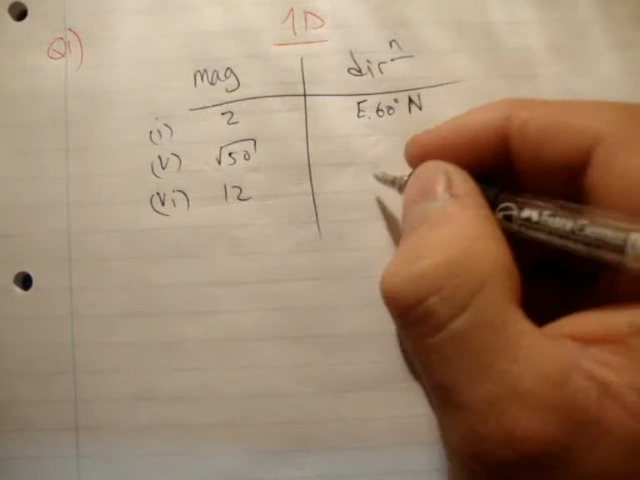 1D
Q1)
mag dirⁿ
(i) 2 E.60° N
(v) √50
(vi) 12